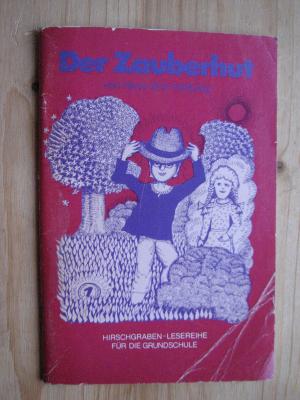 Der Zauberhut
7
HIRSCHGRABEN-LESEREIHE
FÜR DIE GRUNDSCHULE